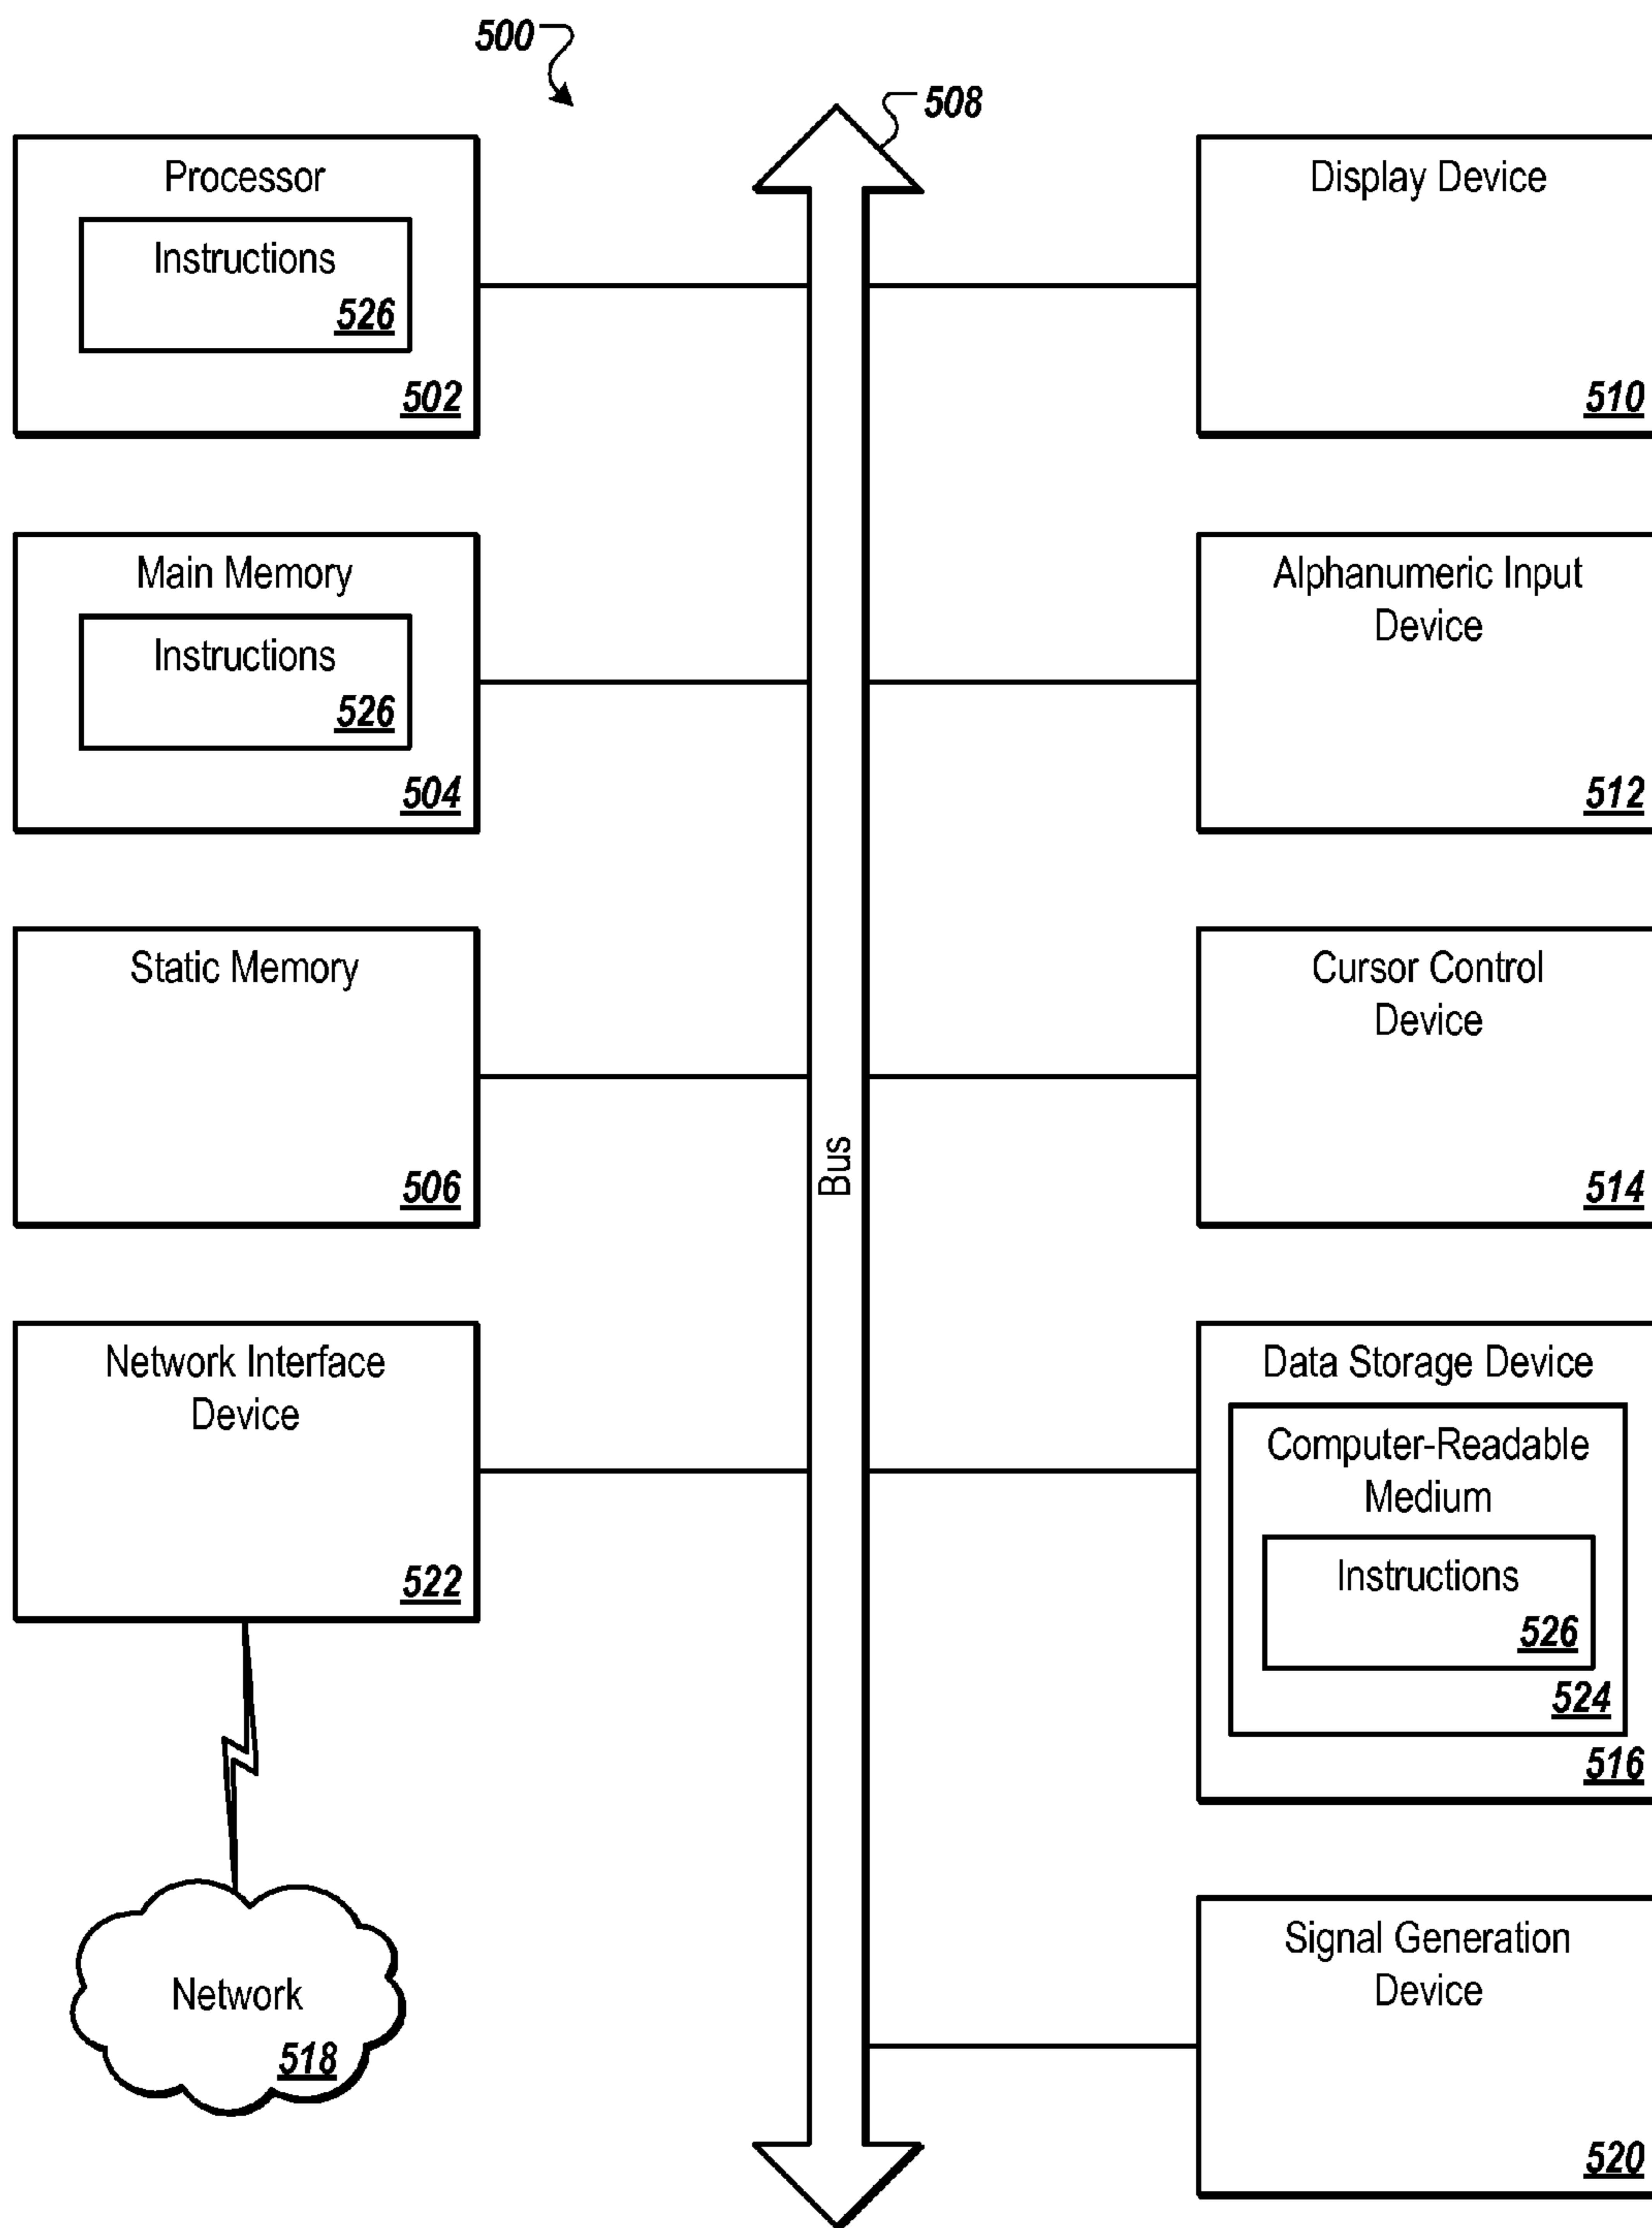 500
508
Processor
Instructions
526
502
Display Device
510
Main Memory
Instructions
526
504
Alphanumeric Input
Device
512
Static Memory
506
Cursor Control
Device
514
Bus
Network Interface
Device
522
Data Storage Device
Computer-Readable
Medium
Instructions
526
524
516
Network
518
Signal Generation
Device
520